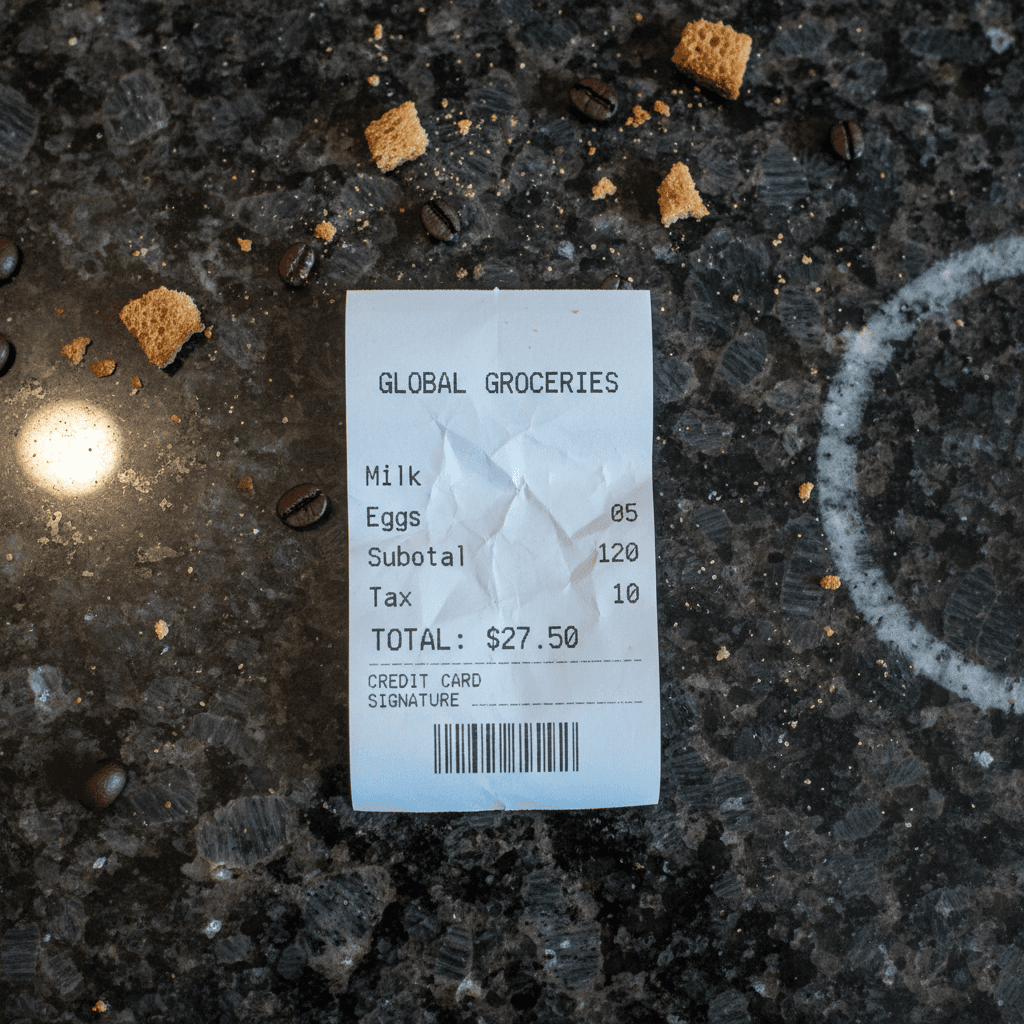 GLOBAL GROCERIES
Milk
Eggs 05
Subotal 120
Tax 10
TOTAL: $27.50
CREDIT CARD
SIGNATURE